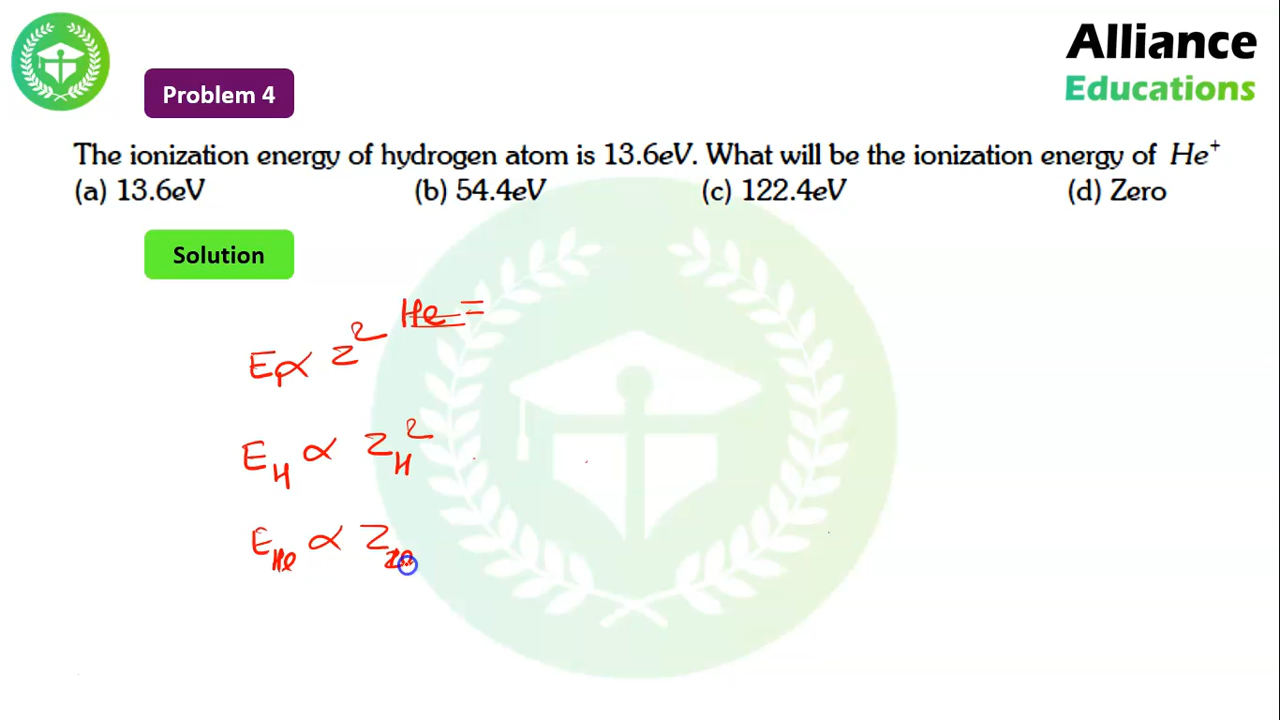 Alliance
Educations
Problem 4
The ionization energy of hydrogen atom is 13.6eV. What will be the ionization energy of He⁺
(a) 13.6eV (b) 54.4eV (c) 122.4eV (d) Zero
Solution
He =
E ∝ Z²
E_H ∝ Z_H²
E_He ∝ Z